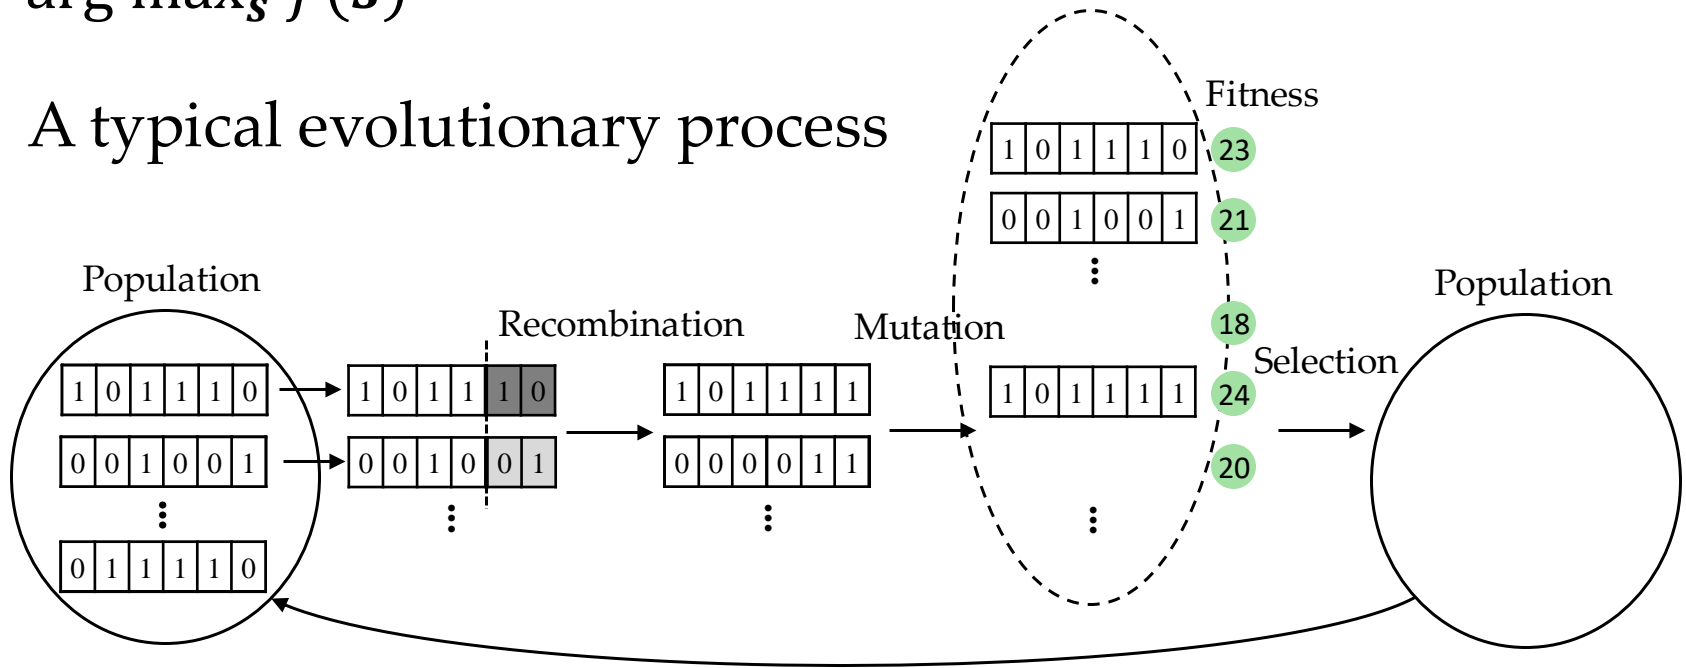 arg max𝒔 f(𝒔)
A typical evolutionary process
Fitness
1 0 1 1 1 0 23
0 0 1 0 0 1 21
⋮
18
1 0 1 1 1 1 24
20
⋮
Population
1 0 1 1 1 0
0 0 1 0 0 1
⋮
0 1 1 1 1 0
Recombination
1 0 1 1 1 0
0 0 1 0 0 1
⋮
1 0 1 1 1 1
0 0 0 0 1 1
⋮
Mutation
Selection
Population